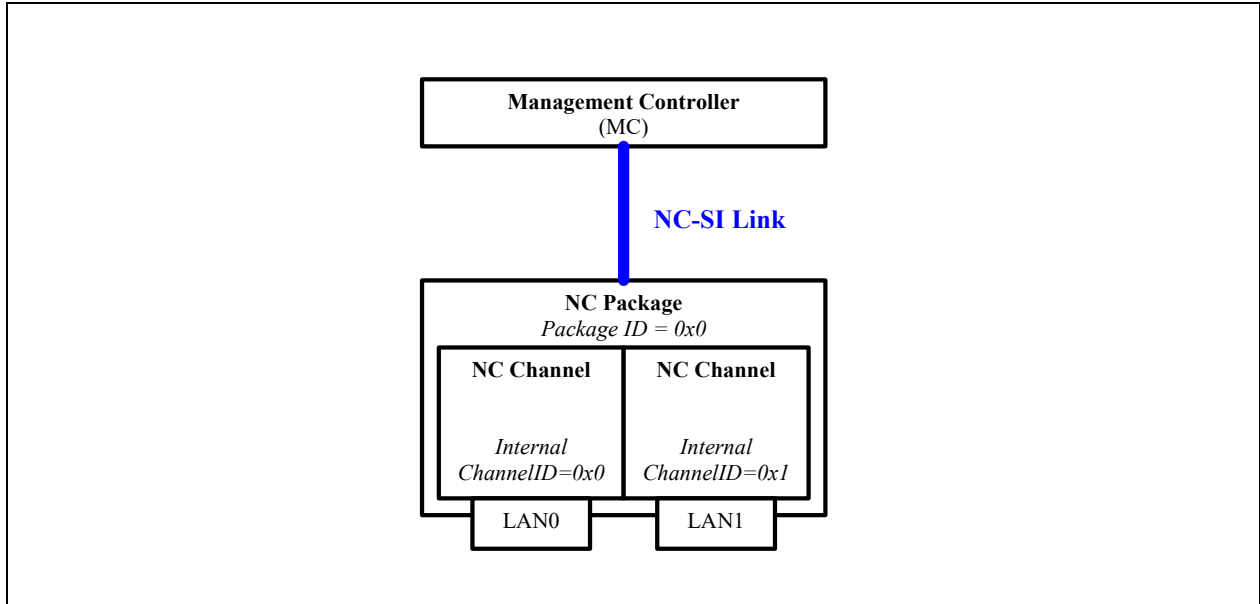 Management Controller
(MC)
NC-SI Link
NC Package
Package ID = 0x0
NC Channel
NC Channel
Internal
ChannelID=0x0
Internal
ChannelID=0x1
LAN0
LAN1